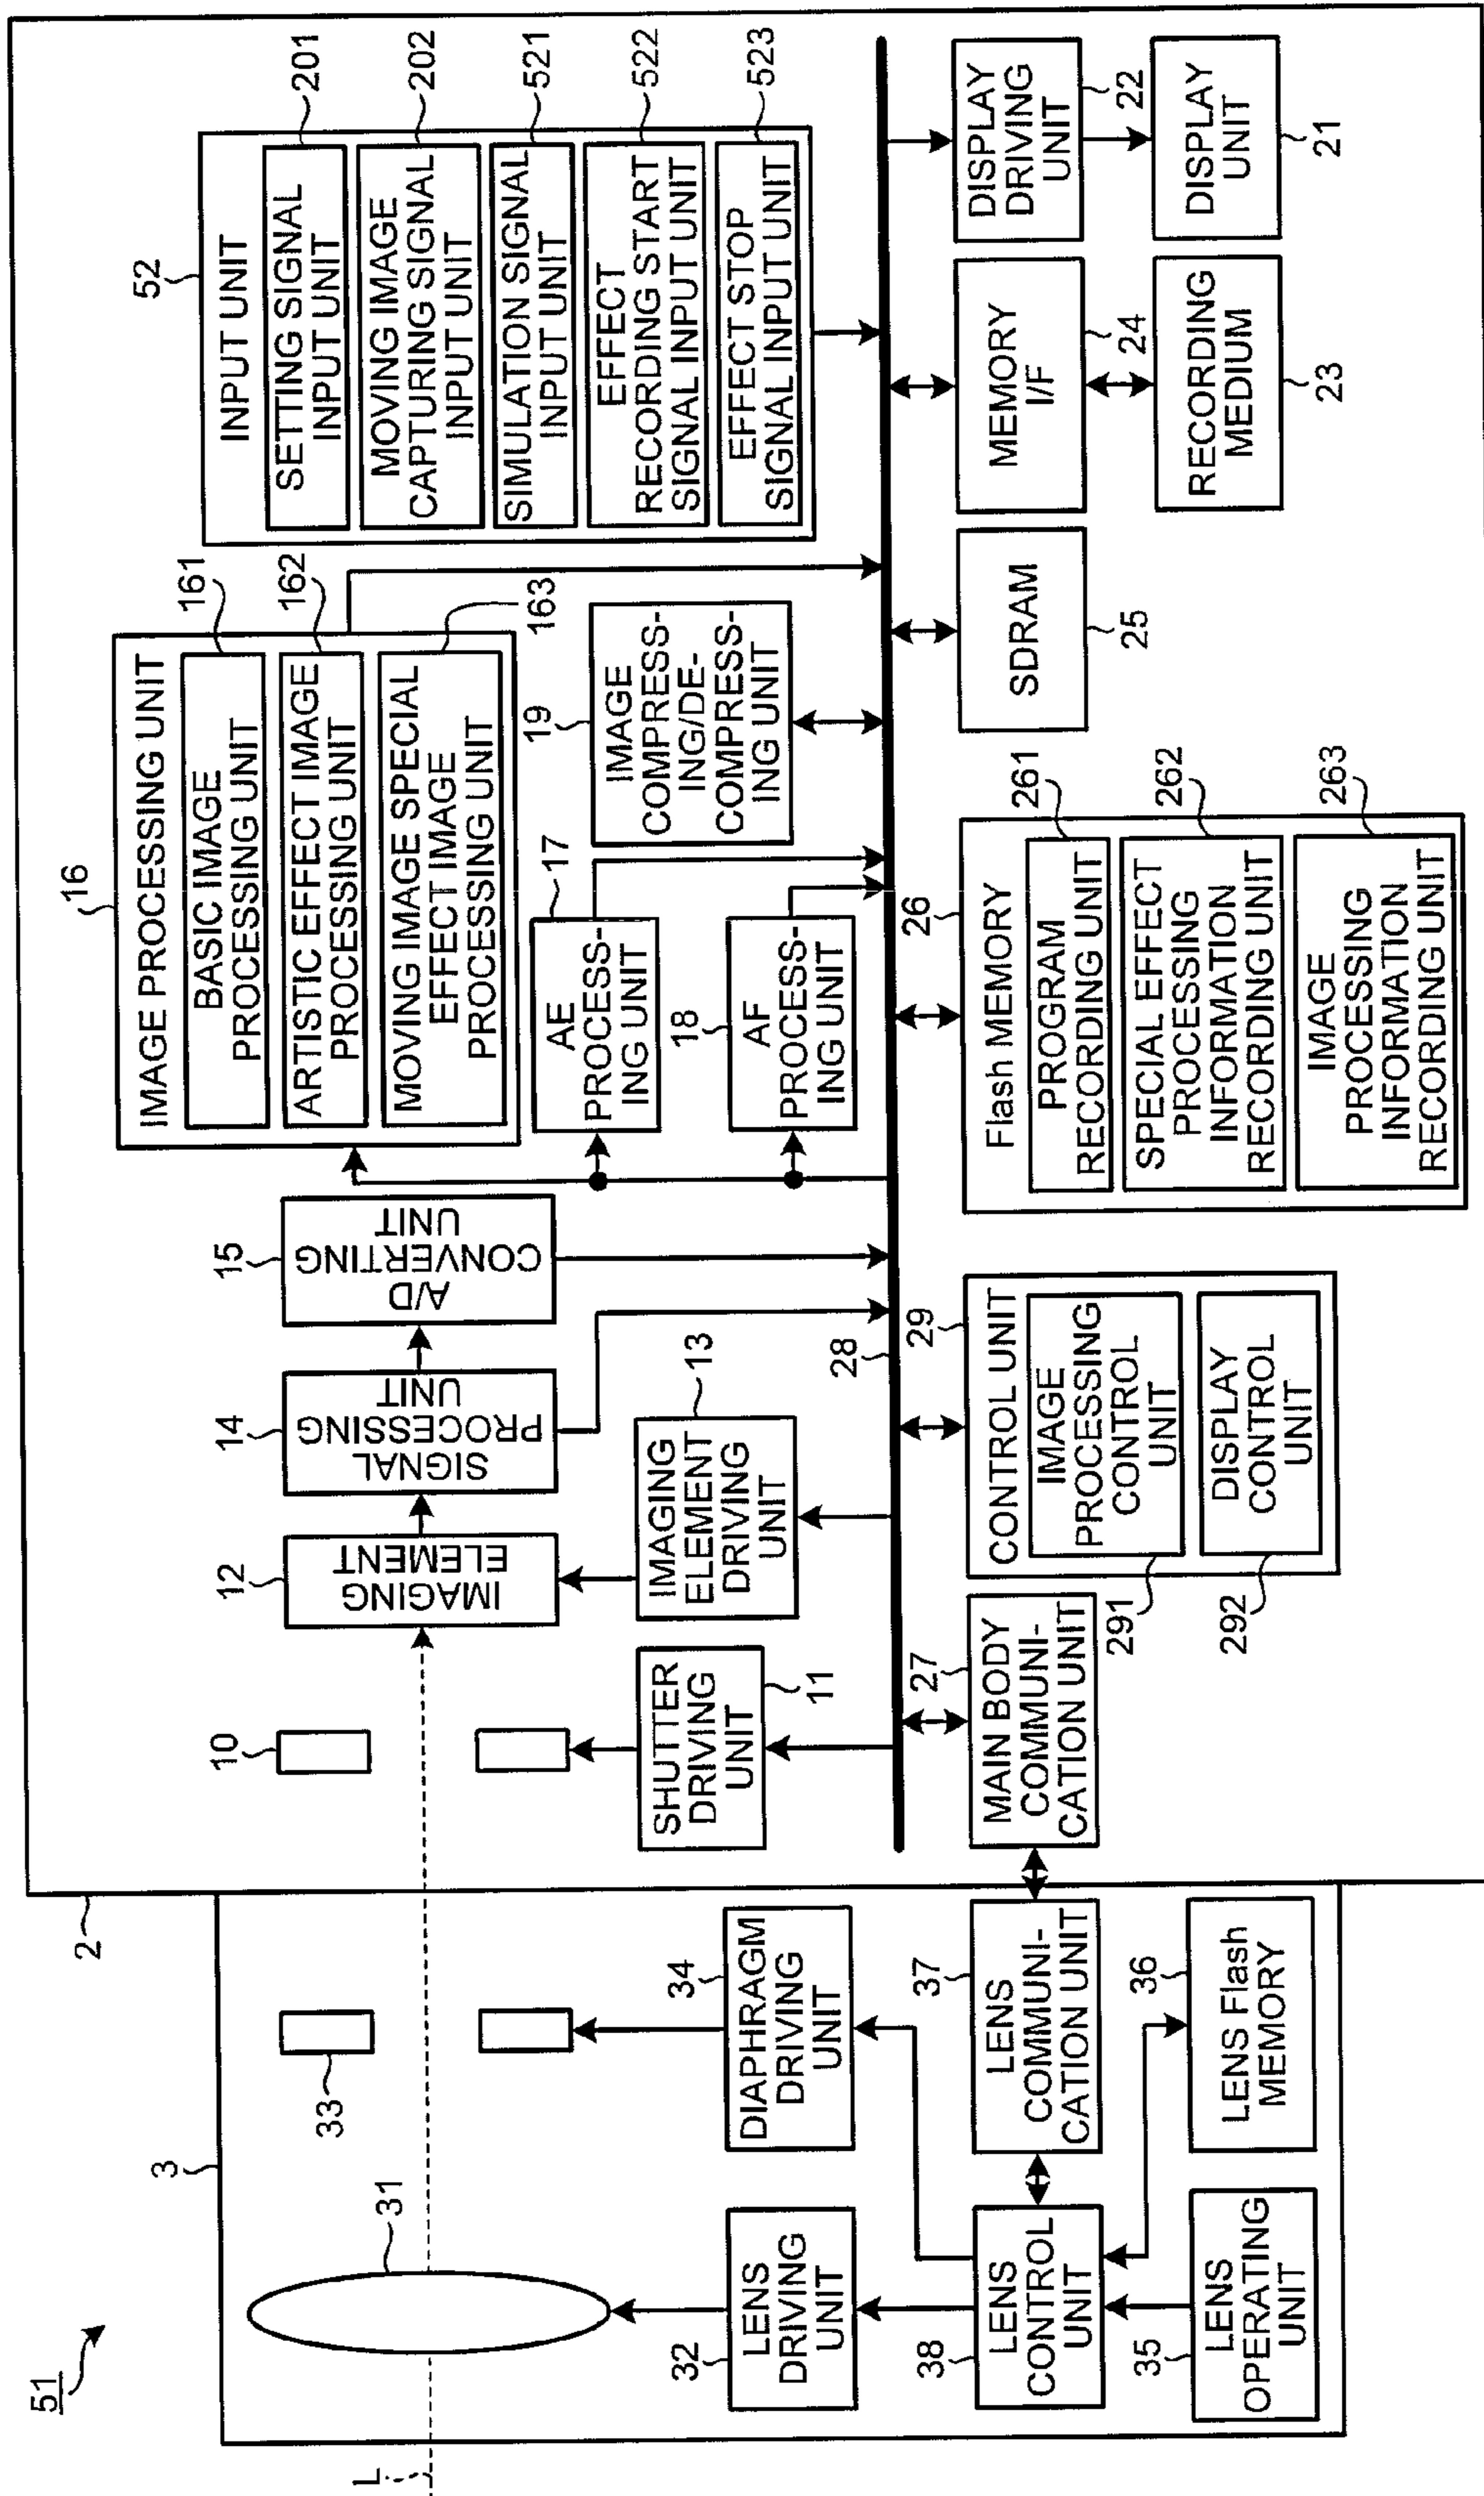 51
L
3
31
33
LENS
DRIVING
UNIT
32
DIAPHRAGM
DRIVING
UNIT
34
LENS
CONTROL
UNIT
38
LENS
COMMUNI-
CATION UNIT
37
LENS
OPERATING
UNIT
35
LENS Flash
MEMORY
36
2
10
SHUTTER
DRIVING
UNIT
11
12
IMAGING
ELEMENT
IMAGING
ELEMENT
DRIVING
UNIT
13
14
SIGNAL
PROCESSING
UNIT
15
A/D
CONVERTING
UNIT
16
IMAGE PROCESSING UNIT
BASIC IMAGE
PROCESSING UNIT
161
ARTISTIC EFFECT IMAGE
PROCESSING UNIT
162
MOVING IMAGE SPECIAL
EFFECT IMAGE
PROCESSING UNIT
163
AE
PROCESS-
ING UNIT
17
AF
PROCESS-
ING UNIT
18
19
IMAGE
COMPRESS-
ING/DE-
COMPRESS-
ING UNIT
52
INPUT UNIT
SETTING SIGNAL
INPUT UNIT
201
MOVING IMAGE
CAPTURING SIGNAL
INPUT UNIT
202
SIMULATION SIGNAL
INPUT UNIT
521
EFFECT
RECORDING START
SIGNAL INPUT UNIT
522
EFFECT STOP
SIGNAL INPUT UNIT
523
28
MAIN BODY
COMMUNI-
CATION UNIT
27
29
CONTROL UNIT
IMAGE
PROCESSING
CONTROL
UNIT
291
DISPLAY
CONTROL
UNIT
292
26
Flash MEMORY
PROGRAM
RECORDING UNIT
261
SPECIAL EFFECT
PROCESSING
INFORMATION
RECORDING UNIT
262
IMAGE
PROCESSING
INFORMATION
RECORDING UNIT
263
SDRAM
25
MEMORY
I/F
24
RECORDING
MEDIUM
23
DISPLAY
DRIVING
UNIT
22
DISPLAY
UNIT
21